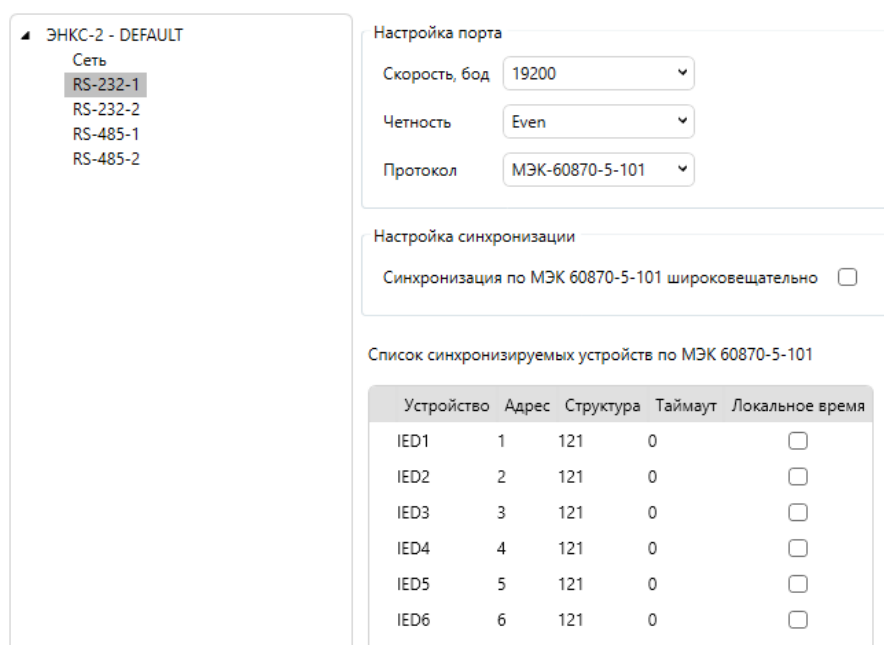 ЭНКС-2 - DEFAULT
Сеть
RS-232-1
RS-232-2
RS-485-1
RS-485-2
Настройка порта
Скорость, бод 19200
Четность Even
Протокол МЭК-60870-5-101
Настройка синхронизации
Синхронизация по МЭК 60870-5-101 широковещательно
Список синхронизируемых устройств по МЭК 60870-5-101
Устройство Адрес Структура Таймаут Локальное время
IED1 1 121 0
IED2 2 121 0
IED3 3 121 0
IED4 4 121 0
IED5 5 121 0
IED6 6 121 0